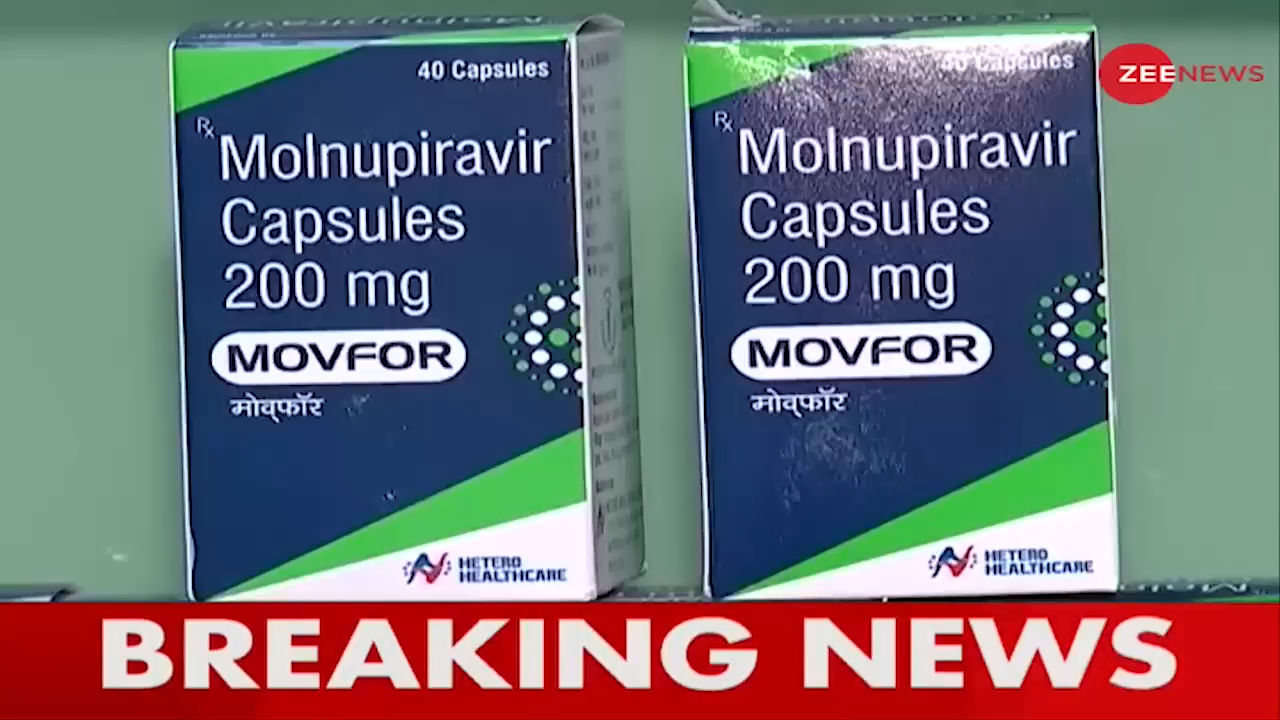 40 Capsules
Rx
Molnupiravir
Capsules
200 mg
MOVFOR
मोव्फॉर
HETERO
HEALTHCARE
40 Capsules
Rx
Molnupiravir
Capsules
200 mg
MOVFOR
मोव्फॉर
HETERO
HEALTHCARE
ZEENEWS
BREAKING NEWS